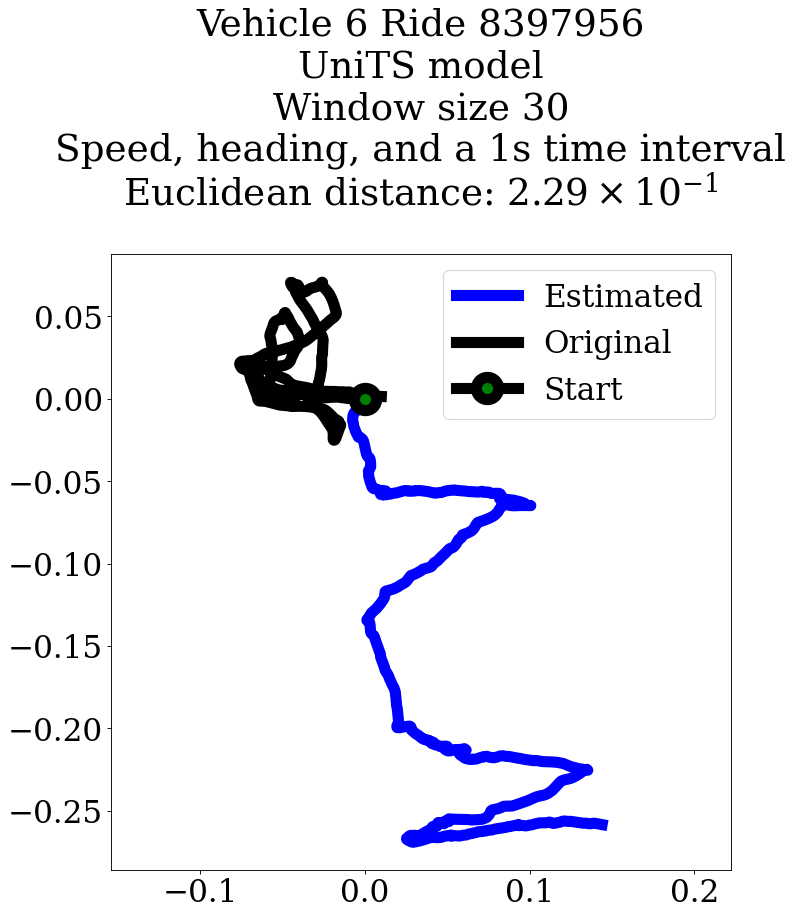 Vehicle 6 Ride 8397956
UniTS model
Window size 30
Speed, heading, and a 1s time interval
Euclidean distance: 2.29 × 10⁻¹
Estimated
Original
Start
0.05
0.00
−0.05
−0.10
−0.15
−0.20
−0.25
−0.1 0.0 0.1 0.2